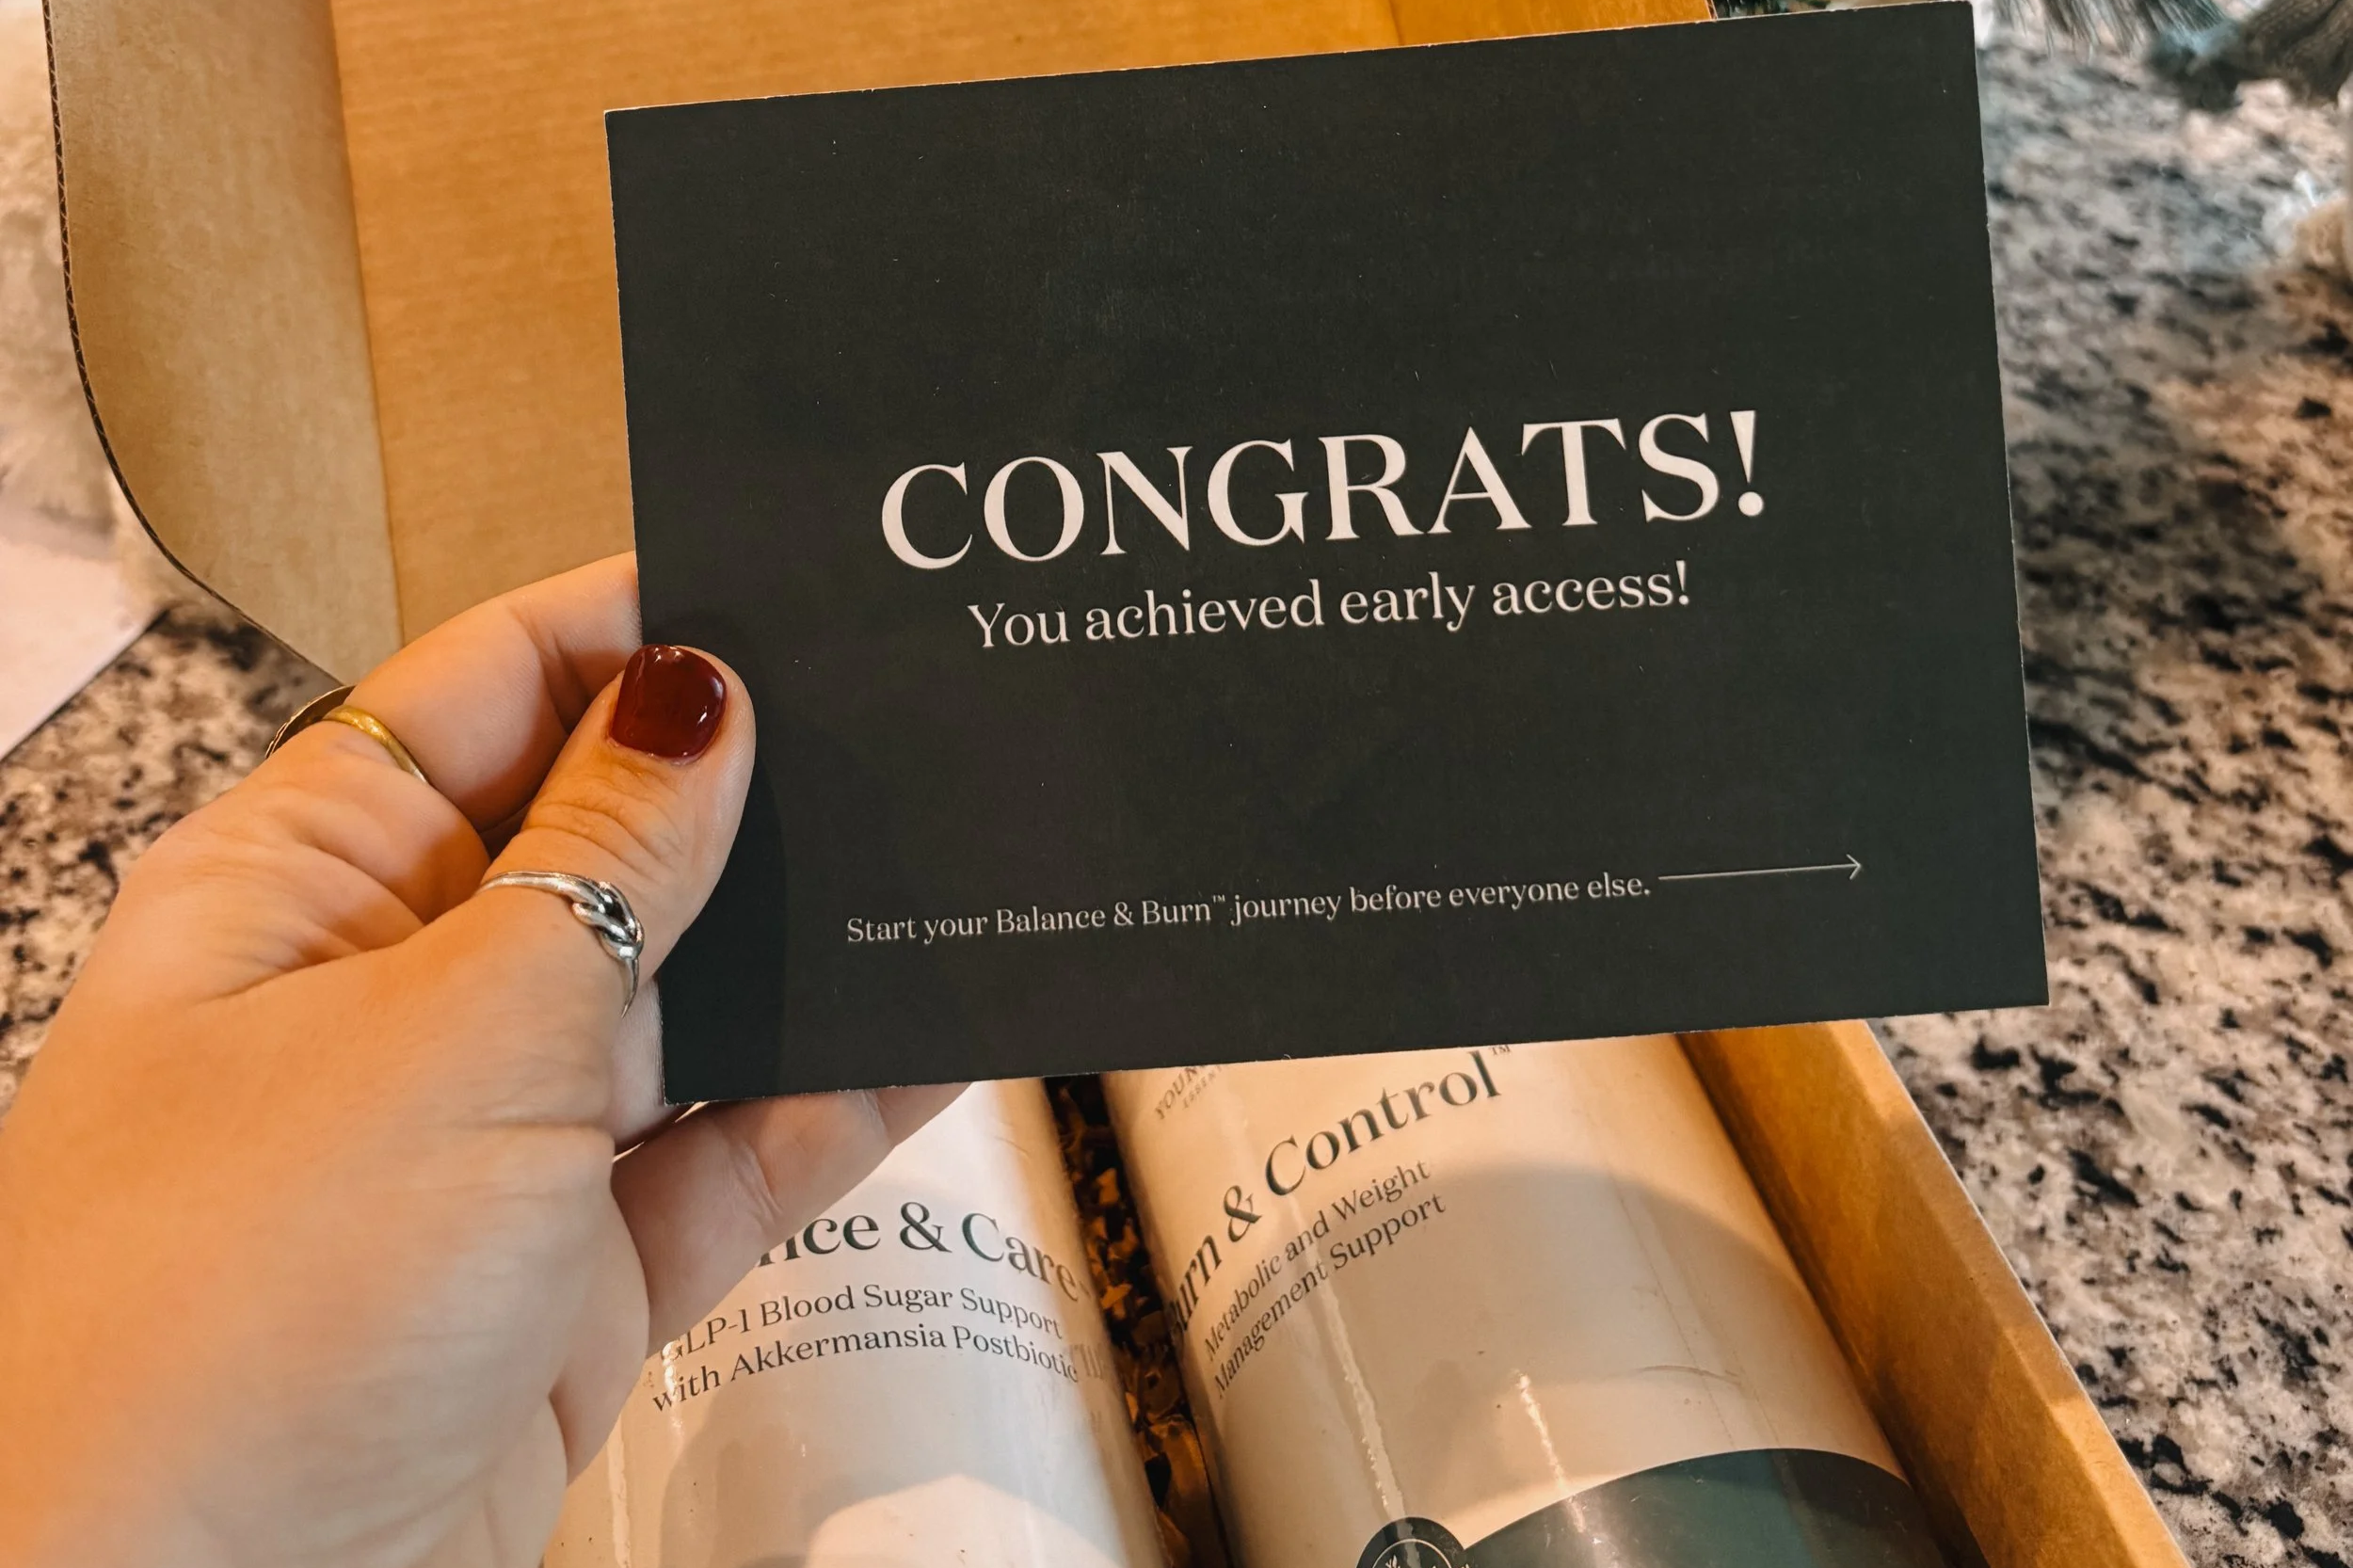 CONGRATS!
You achieved early access!
Start your Balance & Burn™ journey before everyone else.
& Care
GLP-1 Blood Sugar Support
with Akkermansia Postbiotic
& Control™
Metabolic and Weight
Management Support